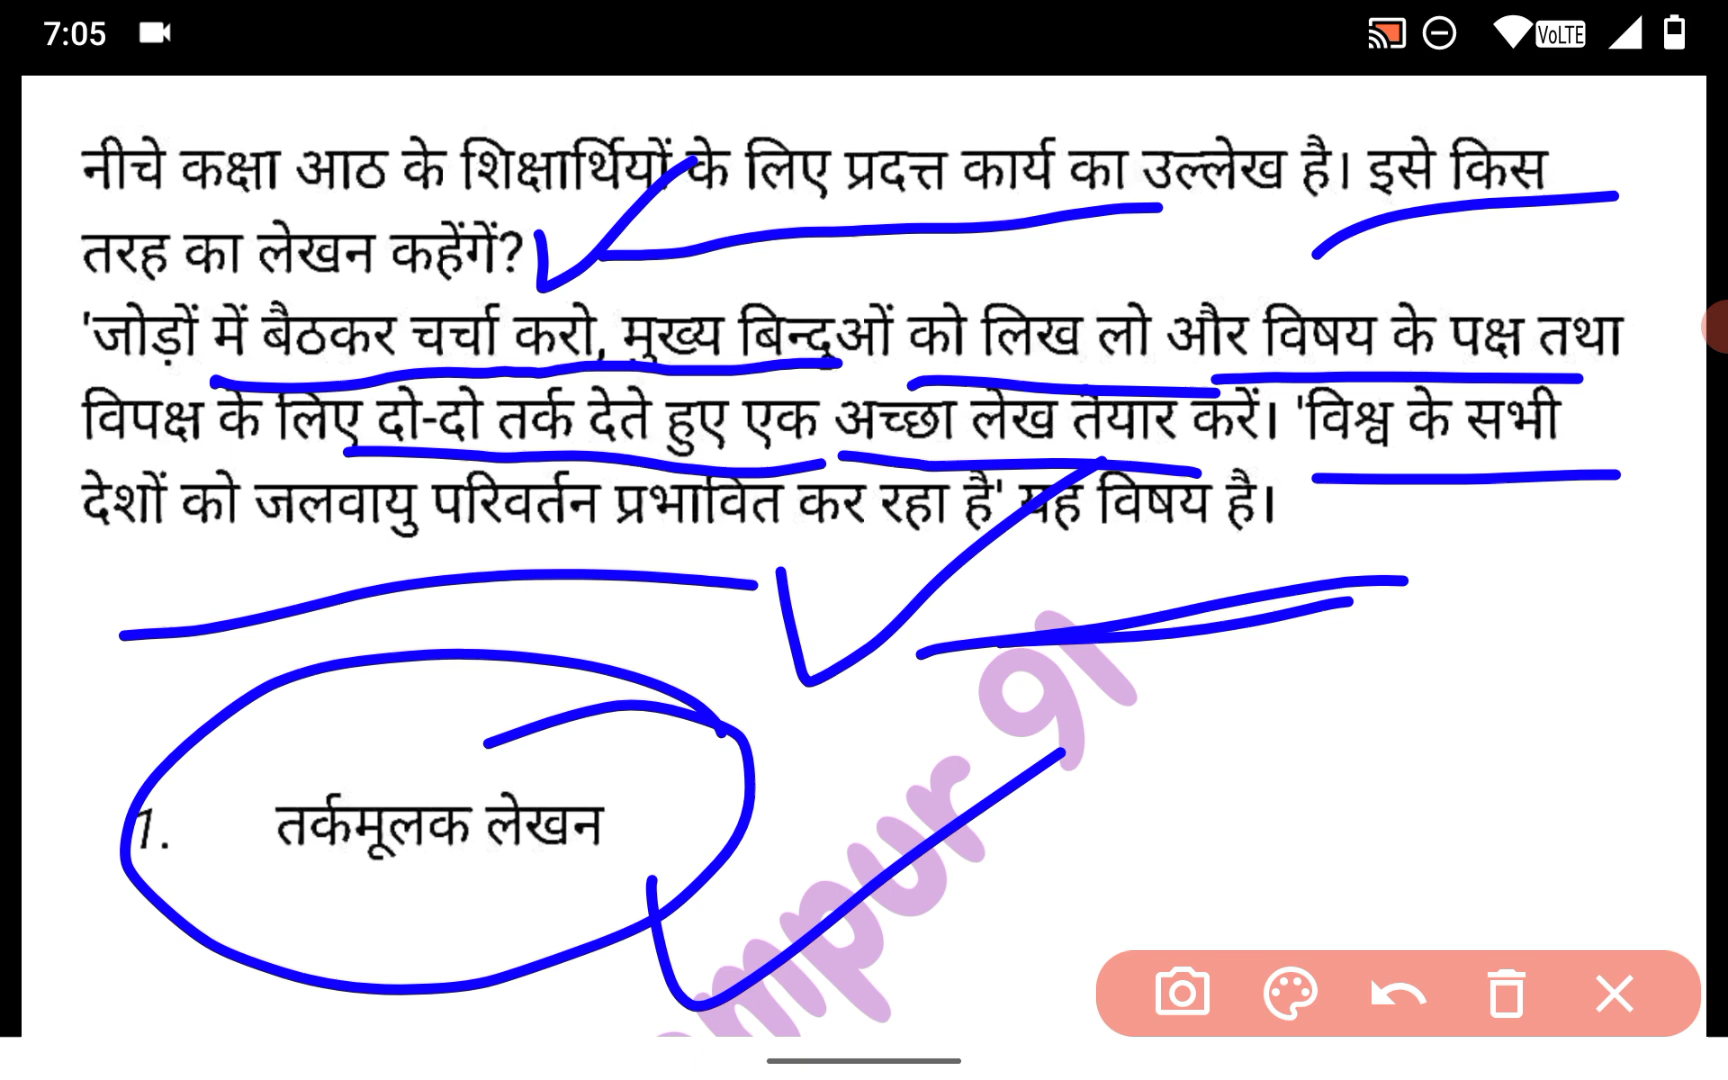 7:05
VoLTE
नीचे कक्षा आठ के शिक्षार्थियों के लिए प्रदत्त कार्य का उल्लेख है। इसे किस
तरह का लेखन कहेंगें?
'जोड़ों में बैठकर चर्चा करो, मुख्य बिन्दुओं को लिख लो और विषय के पक्ष तथा
विपक्ष के लिए दो-दो तर्क देते हुए एक अच्छा लेख तैयार करें। 'विश्व के सभी
देशों को जलवायु परिवर्तन प्रभावित कर रहा है' यह विषय है।
1. तर्कमूलक लेखन